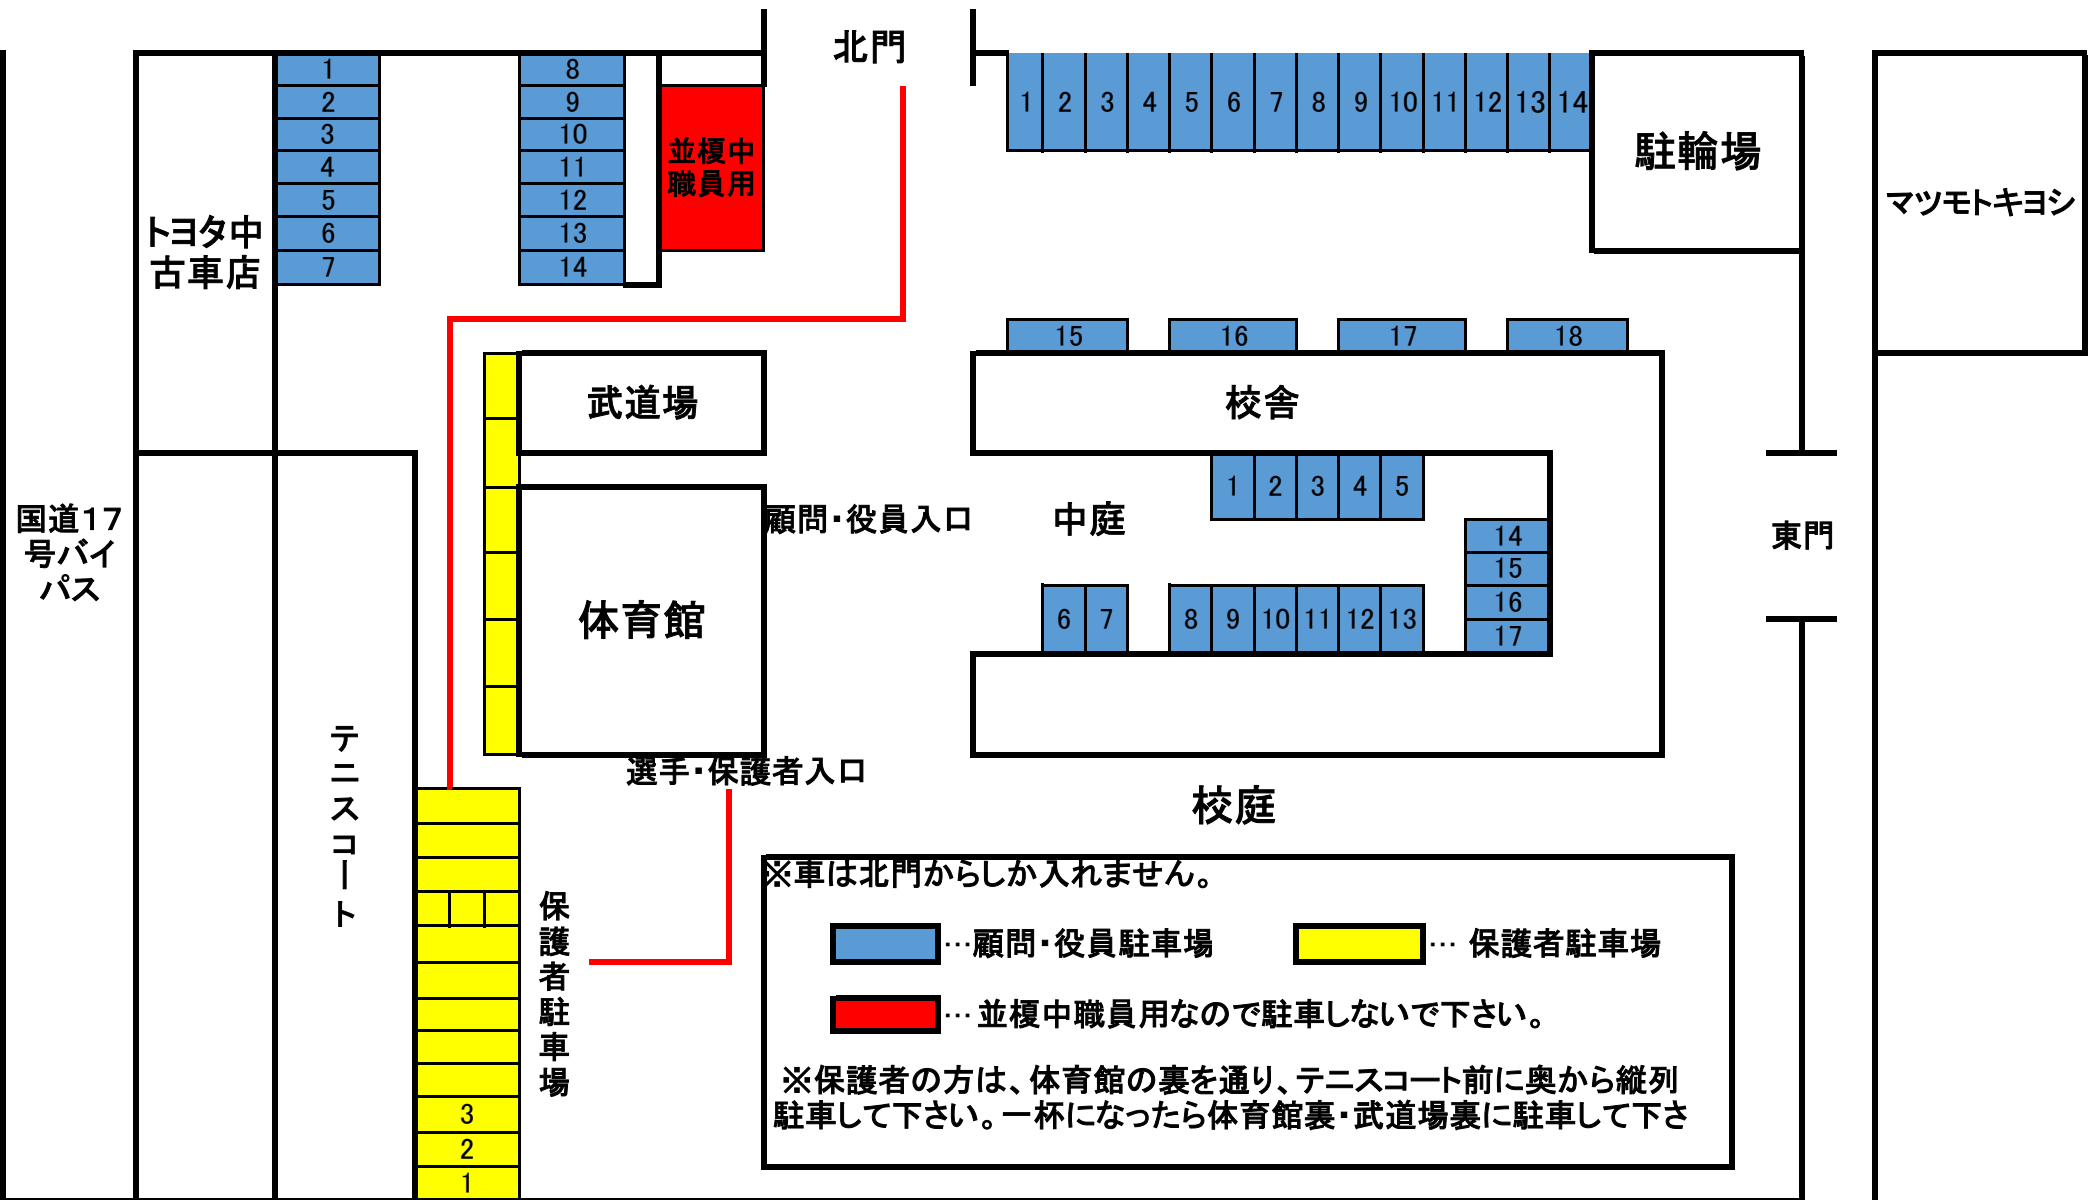 北門
1
2
3
4
5
6
7
8
9
10
11
12
13
14
並榎中
職員用
1 2 3 4 5 6 7 8 9 10 11 12 13 14
駐輪場
マツモトキヨシ
トヨタ中
古車店
15 16 17 18
武道場
校舎
1 2 3 4 5
国道17
号バイ
パス
顧問・役員入口
中庭
東門
14
15
16
17
体育館
6 7 8 9 10 11 12 13
テニスコート
選手・保護者入口
校庭
保護者駐車場
3
2
1
※車は北門からしか入れません。
…顧問・役員駐車場
… 保護者駐車場
… 並榎中職員用なので駐車しないで下さい。
※保護者の方は、体育館の裏を通り、テニスコート前に奥から縦列
駐車して下さい。一杯になったら体育館裏・武道場裏に駐車して下さ